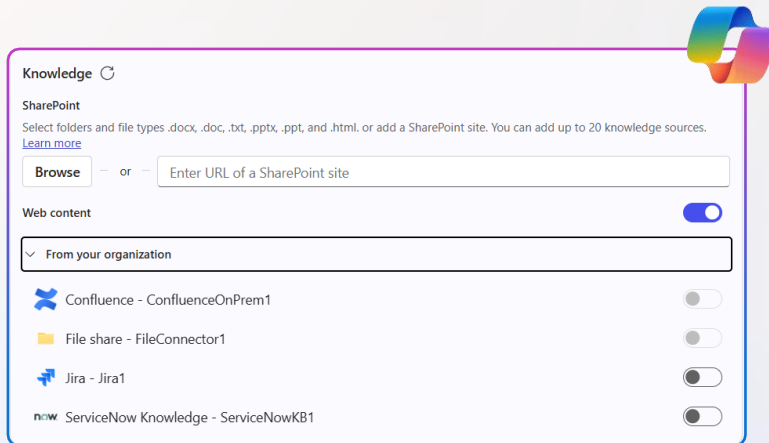 Knowledge
SharePoint
Select folders and file types .docx, .doc, .txt, .pptx, .ppt, and .html. or add a SharePoint site. You can add up to 20 knowledge sources.
Learn more
Browse or Enter URL of a SharePoint site
Web content
From your organization
Confluence - ConfluenceOnPrem1
File share - FileConnector1
Jira - Jira1
now ServiceNow Knowledge - ServiceNowKB1